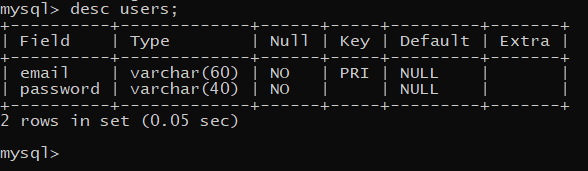 mysql> desc users;
+----------+-------------+------+-----+---------+-------+
| Field    | Type        | Null | Key | Default | Extra |
+----------+-------------+------+-----+---------+-------+
| email    | varchar(60) | NO   | PRI | NULL    |       |
| password | varchar(40) | NO   |     | NULL    |       |
+----------+-------------+------+-----+---------+-------+
2 rows in set (0.05 sec)
mysql>